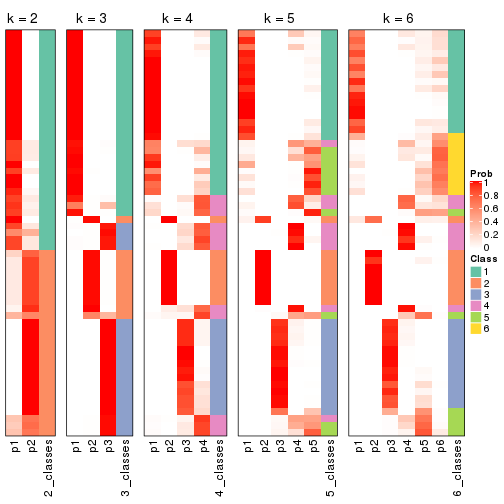 k = 2
k = 3
k = 4
k = 5
k = 6
p1
p2
2_classes
p1
p2
p3
3_classes
p1
p2
p3
p4
4_classes
p1
p2
p3
p4
p5
5_classes
p1
p2
p3
p4
p5
p6
6_classes
Prob
1
0.8
0.6
0.4
0.2
0
Class
1
2
3
4
5
6